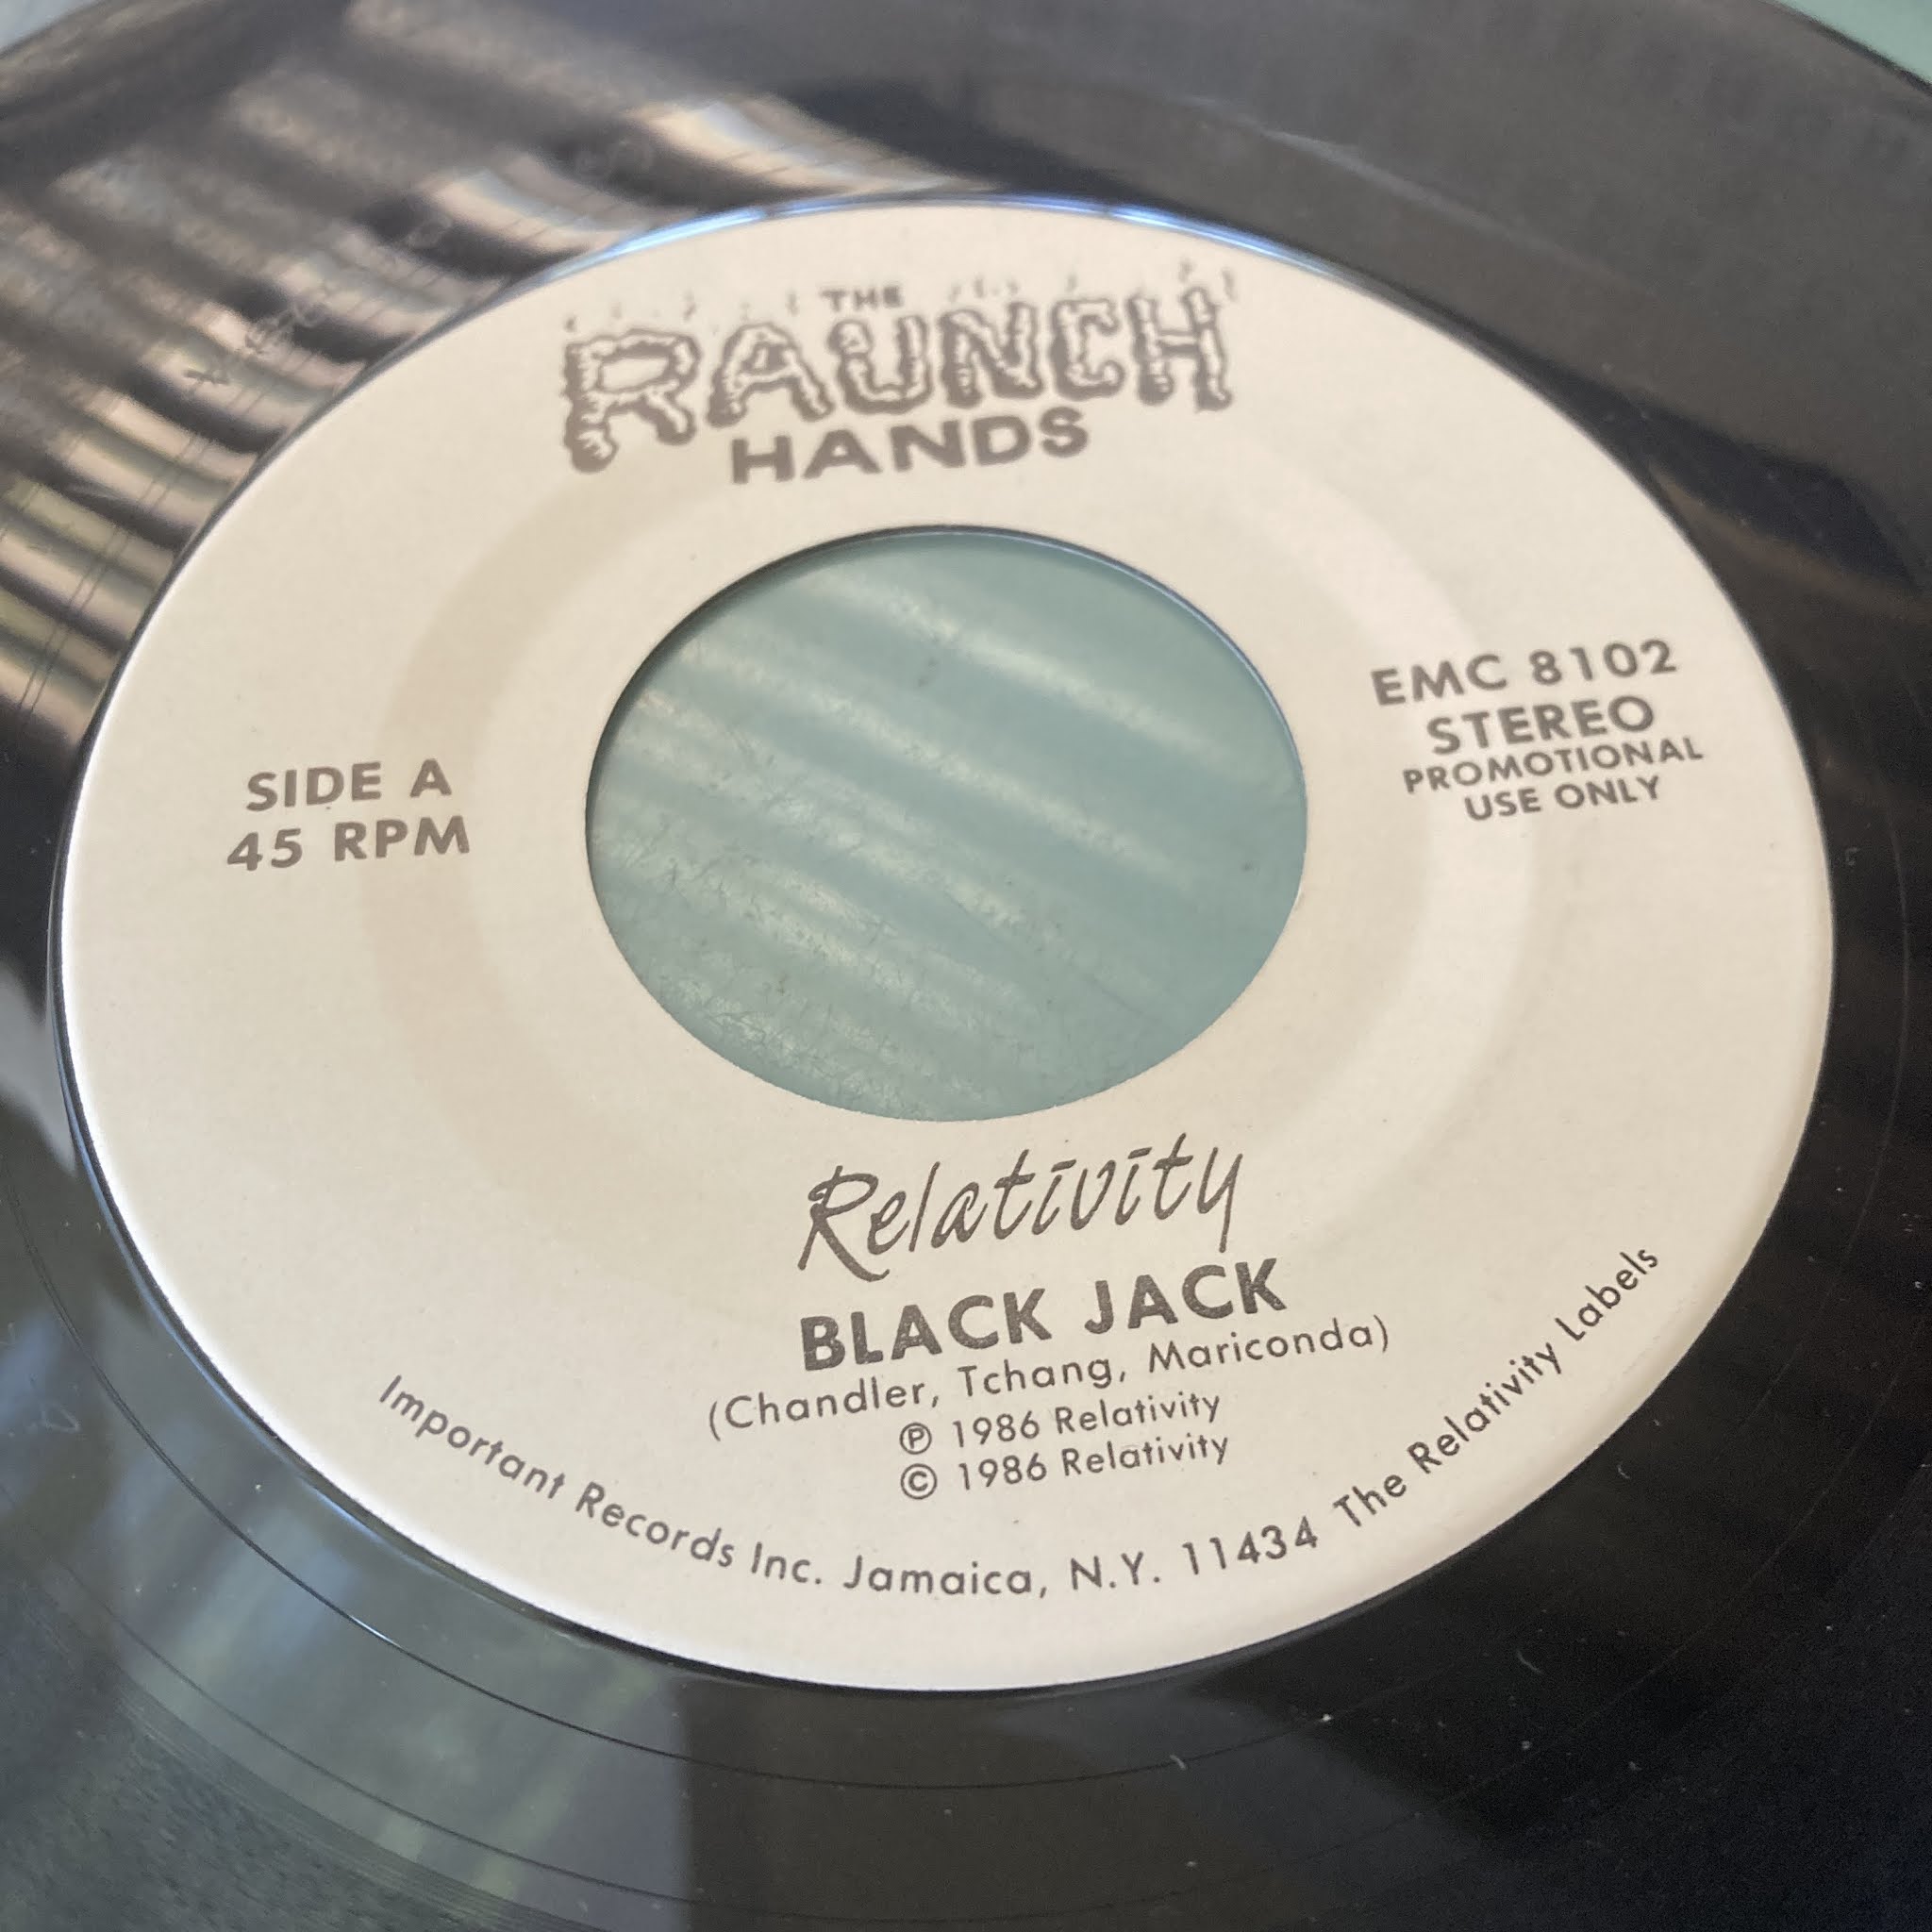 THE
RAUNCH
HANDS
SIDE A
45 RPM
EMC 8102
STEREO
PROMOTIONAL
USE ONLY
Relativity
BLACK JACK
(Chandler, Tchang, Mariconda)
℗ 1986 Relativity
© 1986 Relativity
Important Records Inc. Jamaica, N.Y. 11434 The Relativity Labels